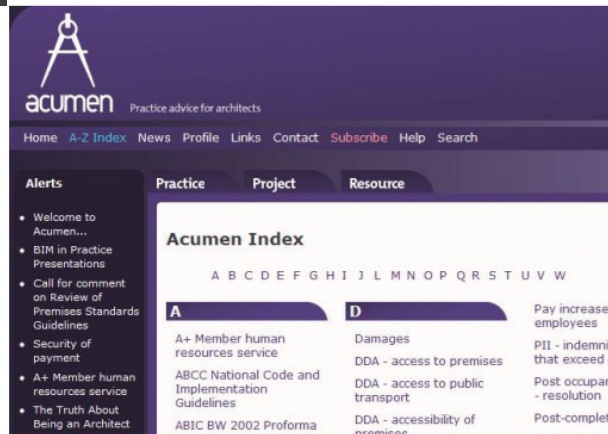 acumen Practice advice for architects
Home A-Z Index News Profile Links Contact Subscribe Help Search
Alerts
Welcome to
Acumen...
BIM in Practice
Presentations
Call for comment
on Review of
Premises Standards
Guidelines
Security of
payment
A+ Member human
resources service
The Truth About
Being an Architect
Practice Project Resource
Acumen Index
A B C D E F G H I J L M N O P Q R S T U V W
A
A+ Member human
resources service
ABCC National Code and
Implementation
Guidelines
ABIC BW 2002 Proforma
D
Damages
DDA - access to premises
DDA - access to public
transport
DDA - accessibility of
premises
Pay increase
employees
PII - indemni
that exceed
Post occupan
- resolution
Post-complet